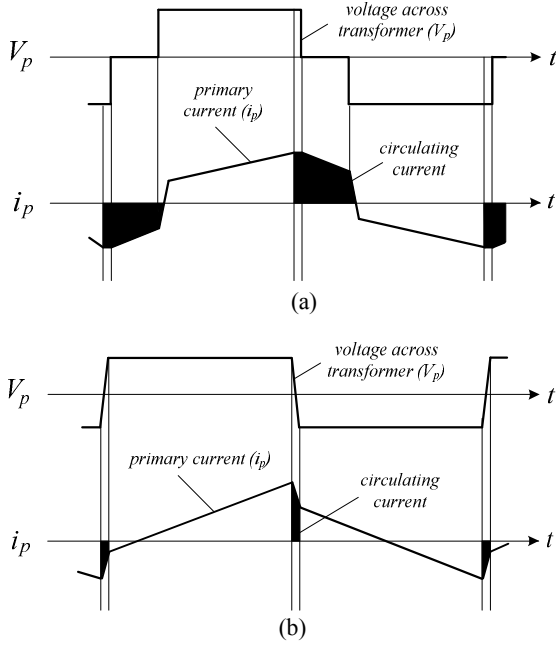 voltage across
transformer (Vp)
Vp
t
primary
current (ip)
circulating
current
ip
t
(a)
voltage across
transformer (Vp)
Vp
t
primary current (ip)
circulating
current
ip
t
(b)